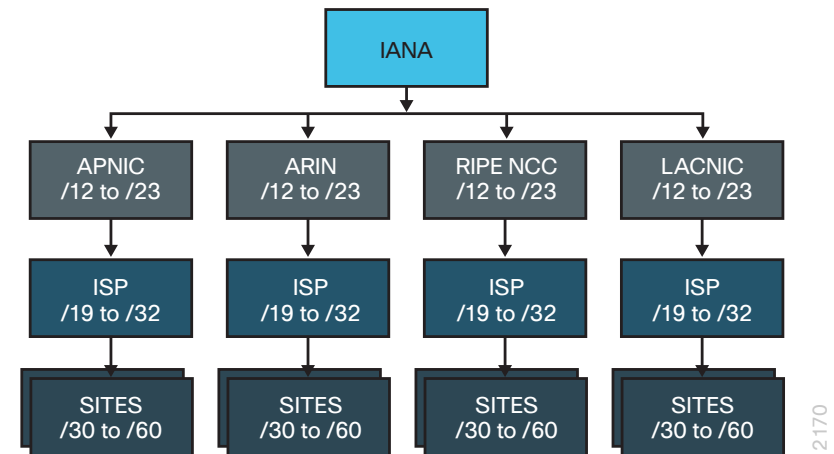 IANA
APNIC
/12 to /23
ARIN
/12 to /23
RIPE NCC
/12 to /23
LACNIC
/12 to /23
ISP
/19 to /32
ISP
/19 to /32
ISP
/19 to /32
ISP
/19 to /32
SITES
/30 to /60
SITES
/30 to /60
SITES
/30 to /60
SITES
/30 to /60
2170